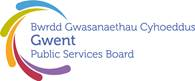 Bwrdd Gwasanaethau Cyhoeddus
Gwent
Public Services Board